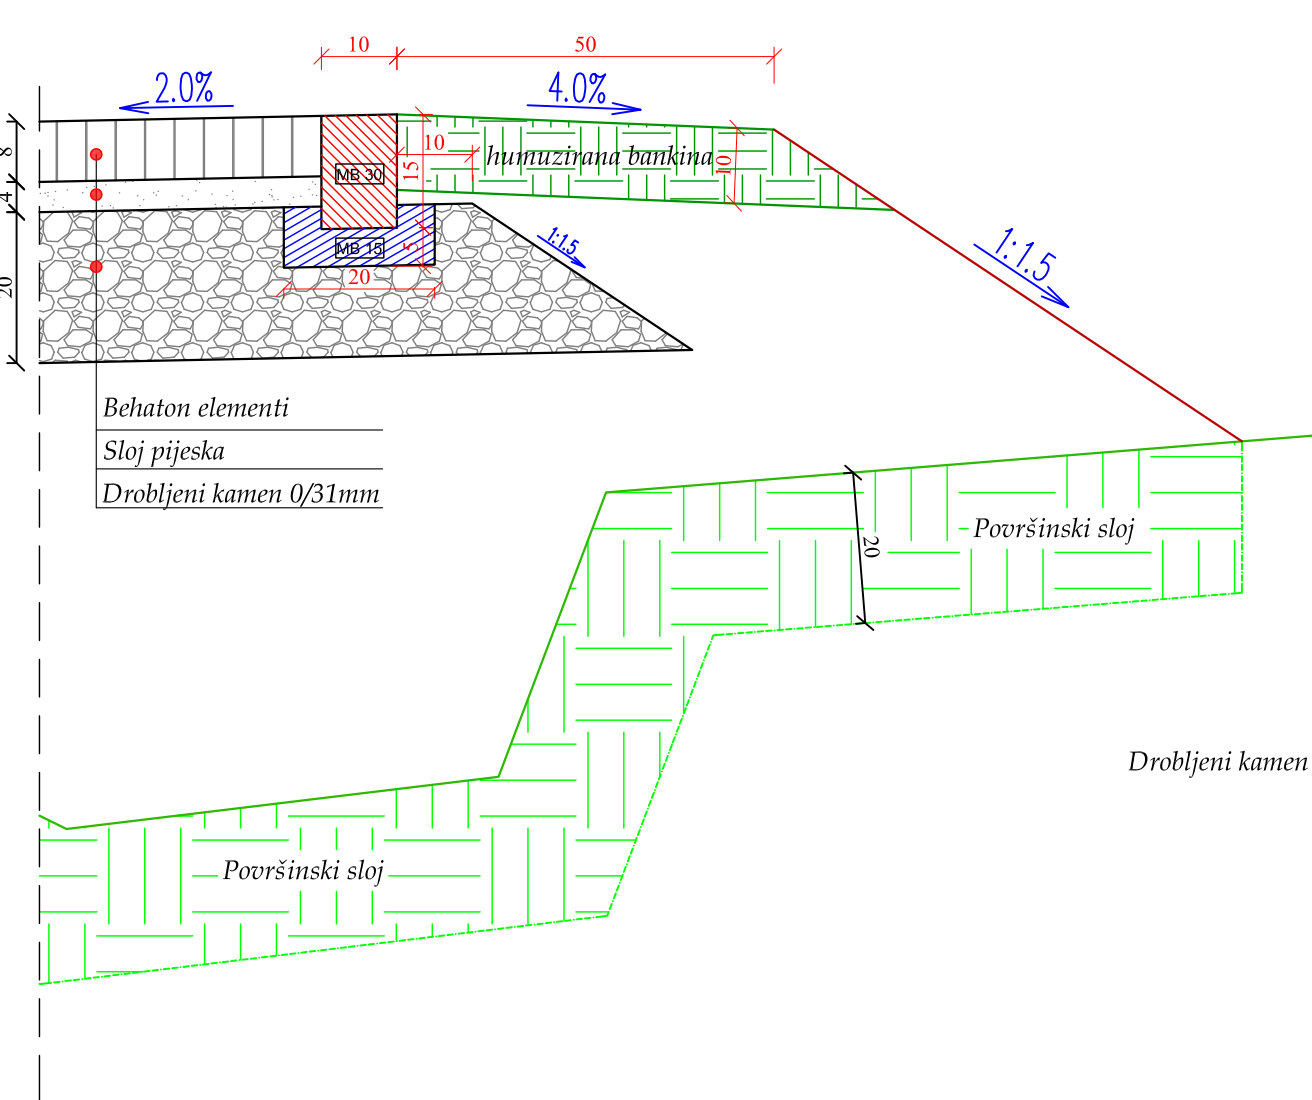 10
50
2.0%
4.0%
8
4
20
10
15
10
humuzirana bankina
MB 30
MB 15
5
20
1:1.5
1:1.5
Behaton elementi
Sloj pijeska
Drobljeni kamen 0/31mm
Površinski sloj
20
Drobljeni kamen
Površinski sloj